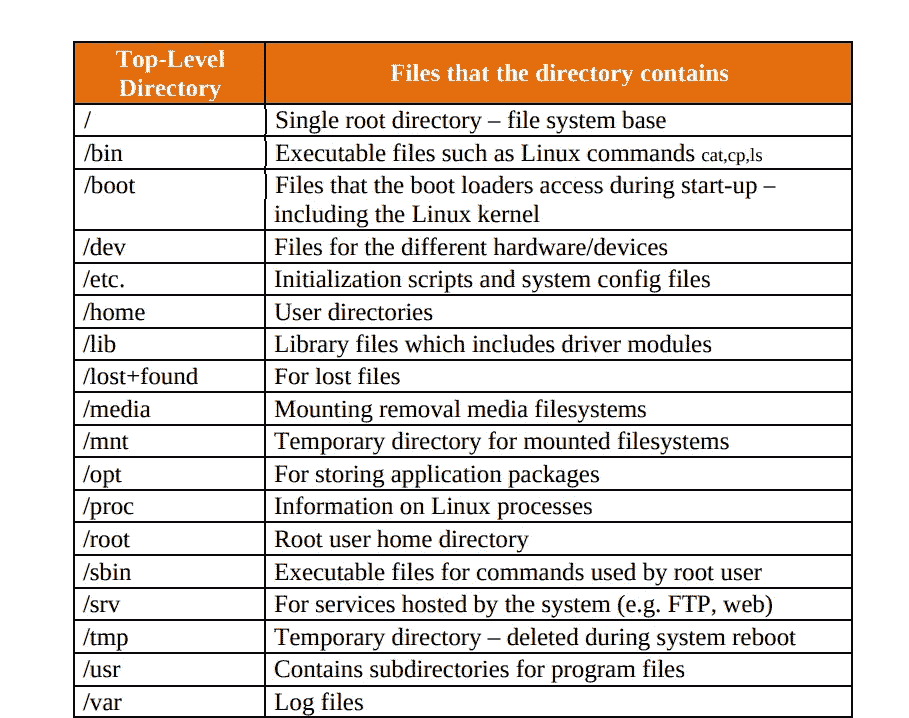 Top-Level
Directory
Files that the directory contains
/ Single root directory – file system base
/bin Executable files such as Linux commands cat,cp,ls
/boot Files that the boot loaders access during start-up –
including the Linux kernel
/dev Files for the different hardware/devices
/etc. Initialization scripts and system config files
/home User directories
/lib Library files which includes driver modules
/lost+found For lost files
/media Mounting removal media filesystems
/mnt Temporary directory for mounted filesystems
/opt For storing application packages
/proc Information on Linux processes
/root Root user home directory
/sbin Executable files for commands used by root user
/srv For services hosted by the system (e.g. FTP, web)
/tmp Temporary directory – deleted during system reboot
/usr Contains subdirectories for program files
/var Log files